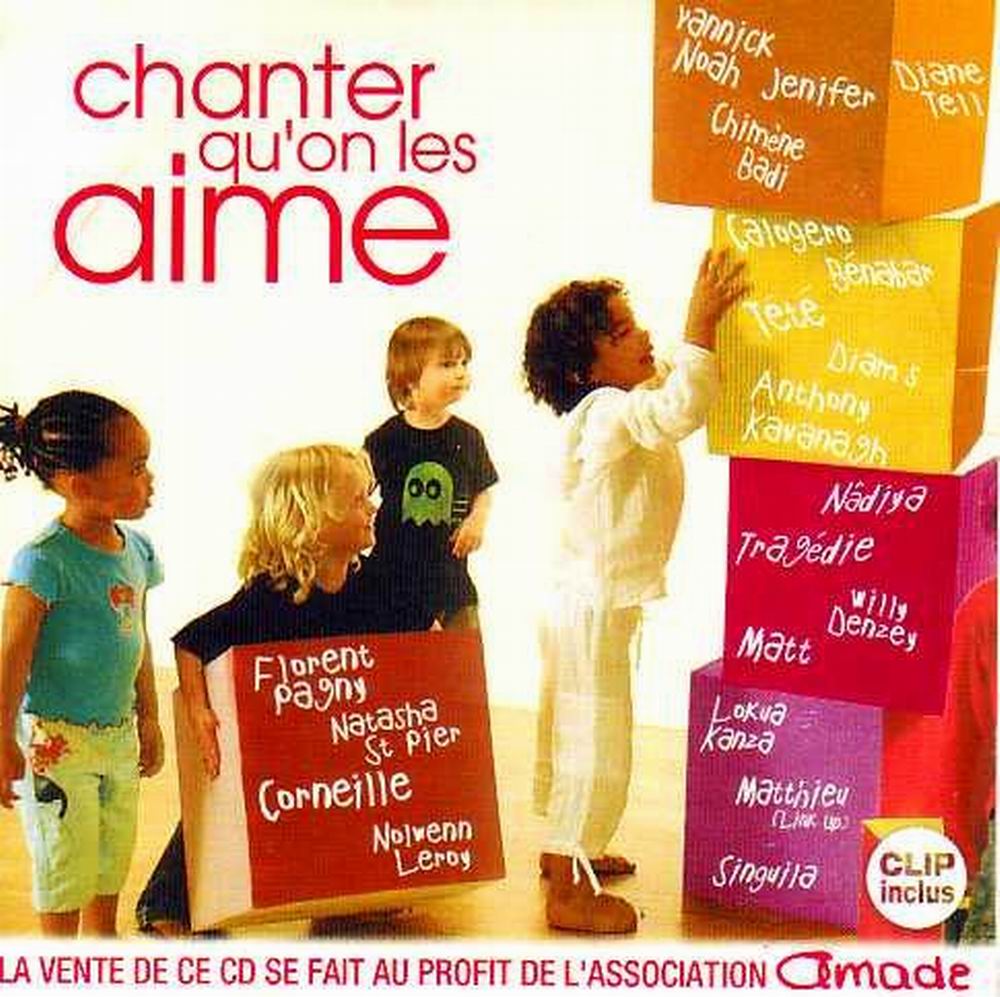 chanter
qu'on les
aime
Yannick
Noah Jenifer
Chimène
Badi
Diane
Tell
Calogero
Bénabar
Tété
Diam's
Anthony
Kavanagh
Nâdiya
Tragédie
Willy
Denzey
Matt
Lokua
Kanza
Matthieu
(Link up)
Singuila
Florent
Pagny
Natasha
St Pier
Corneille
Nolwenn
Leroy
CLIP
inclus
LA VENTE DE CE CD SE FAIT AU PROFIT DE L'ASSOCIATION amade